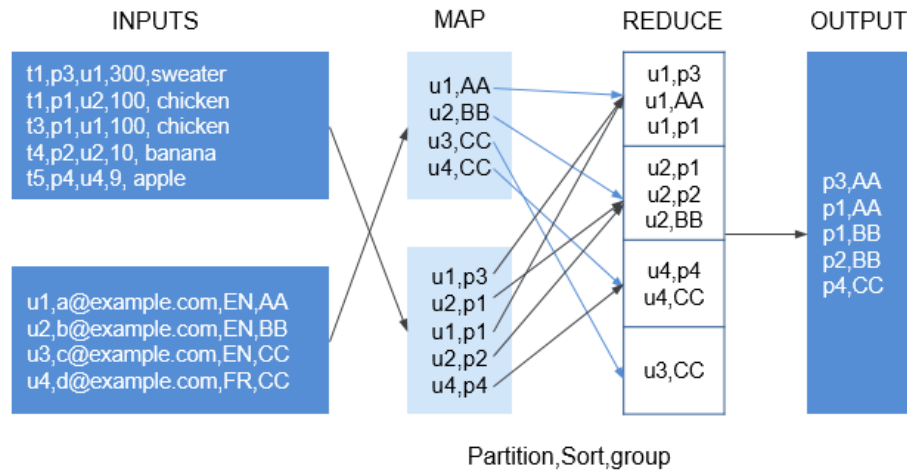 INPUTS
MAP
REDUCE
OUTPUT
t1,p3,u1,300,sweater
t1,p1,u2,100, chicken
t3,p1,u1,100, chicken
t4,p2,u2,10, banana
t5,p4,u4,9, apple
u1,a@example.com,EN,AA
u2,b@example.com,EN,BB
u3,c@example.com,EN,CC
u4,d@example.com,FR,CC
u1,AA
u2,BB
u3,CC
u4,CC
u1,p3
u2,p1
u1,p1
u2,p2
u4,p4
u1,p3
u1,AA
u1,p1
u2,p1
u2,p2
u2,BB
u4,p4
u4,CC
u3,CC
p3,AA
p1,AA
p1,BB
p2,BB
p4,CC
Partition,Sort,group